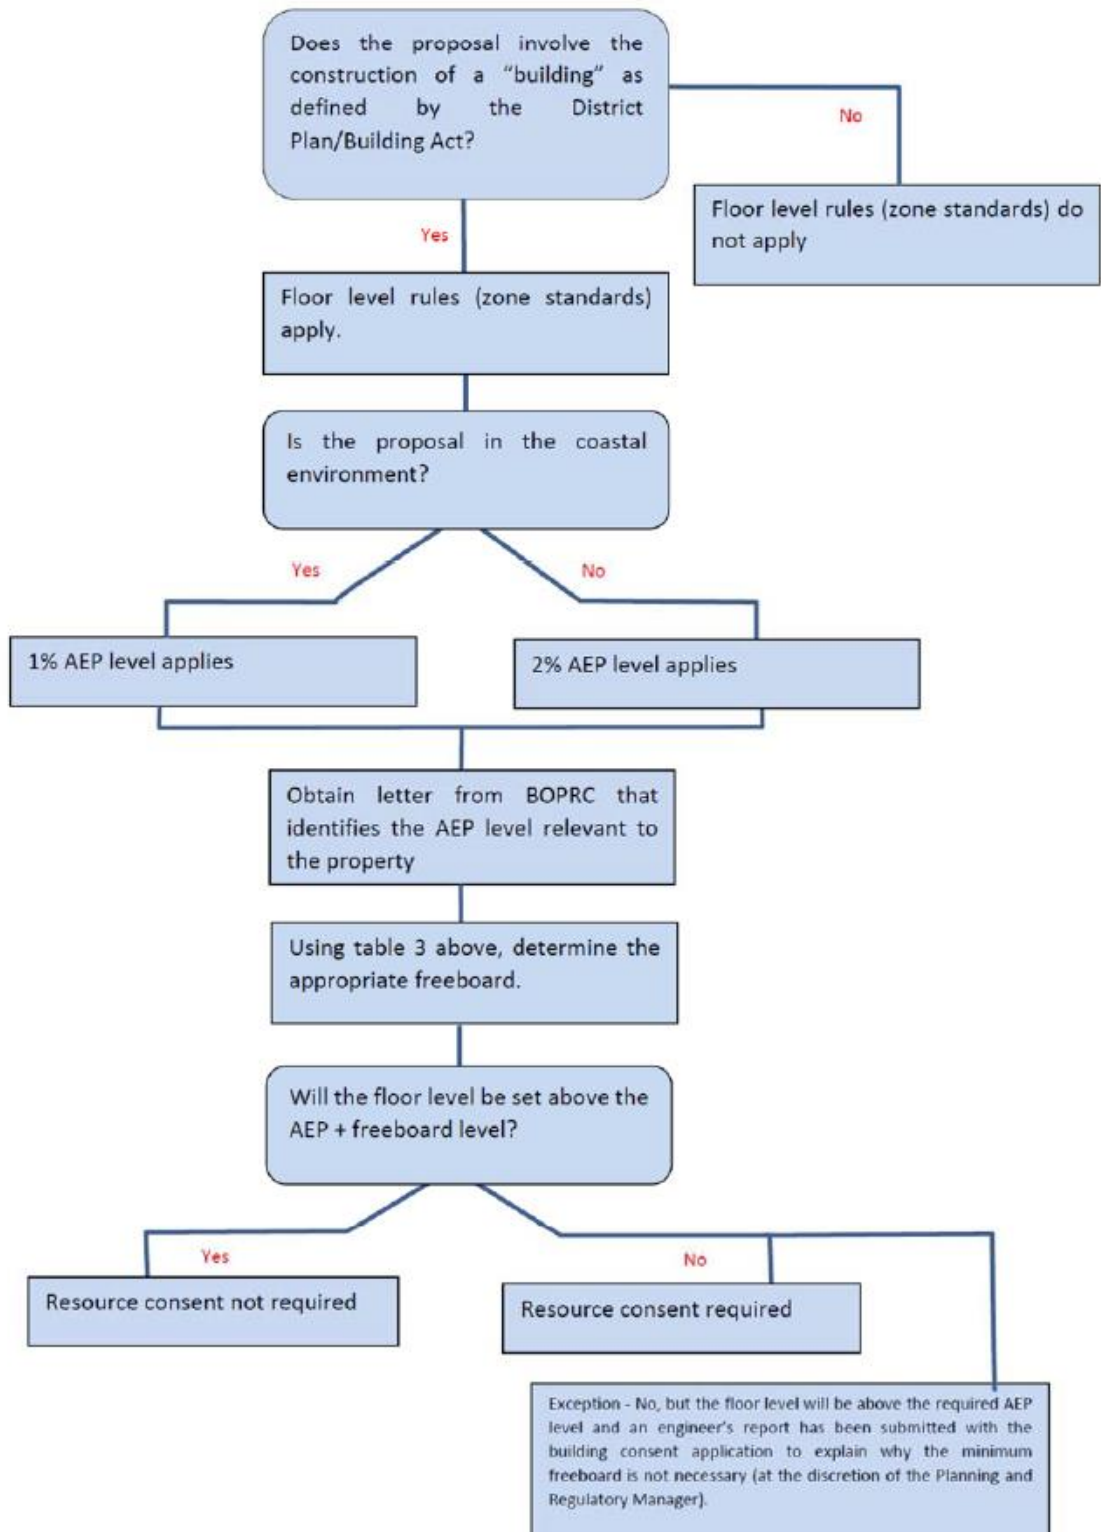 Does the proposal involve the
construction of a “building” as
defined by the District
Plan/Building Act?
No
Floor level rules (zone standards) do
not apply
Yes
Floor level rules (zone standards)
apply.
Is the proposal in the coastal
environment?
Yes
No
1% AEP level applies
2% AEP level applies
Obtain letter from BOPRC that
identifies the AEP level relevant to
the property
Using table 3 above, determine the
appropriate freeboard.
Will the floor level be set above the
AEP + freeboard level?
Yes
No
Resource consent not required
Resource consent required
Exception - No, but the floor level will be above the required AEP
level and an engineer's report has been submitted with the
building consent application to explain why the minimum
freeboard is not necessary (at the discretion of the Planning and
Regulatory Manager).